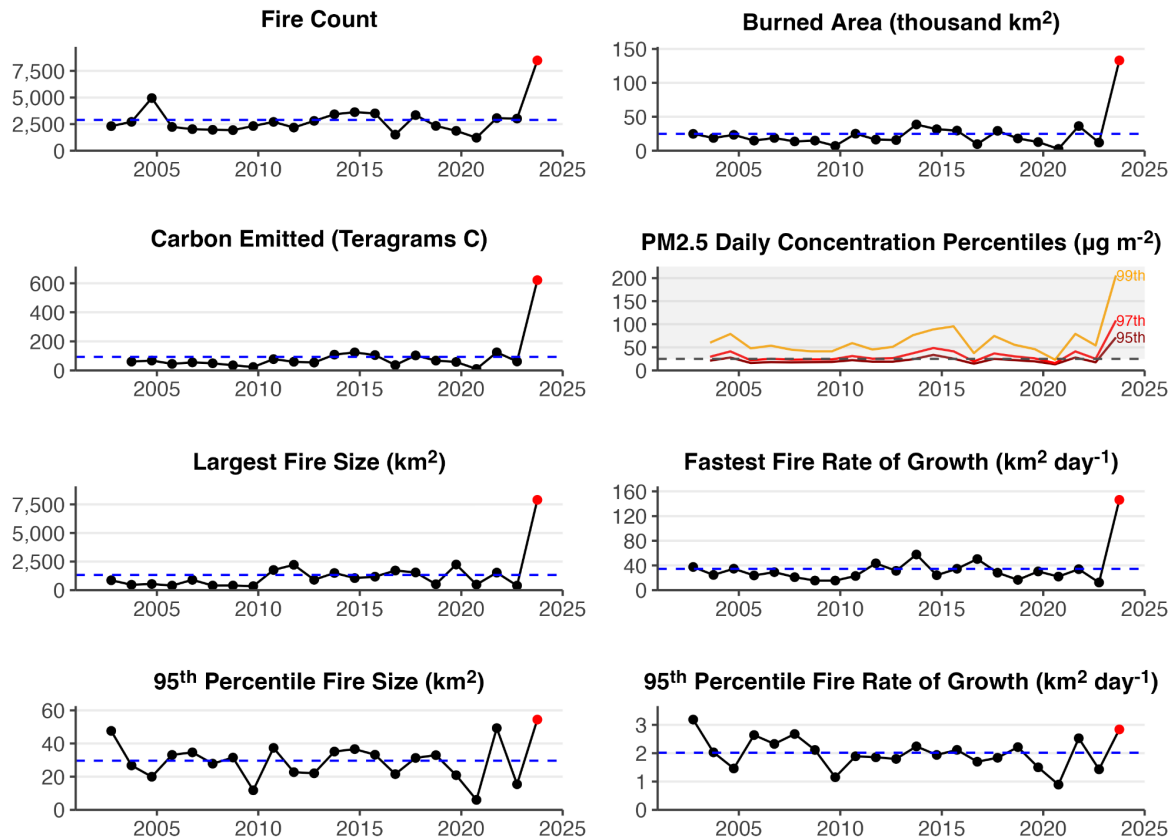 Fire Count
7,500
5,000
2,500
0
2005 2010 2015 2020 2025
Burned Area (thousand km²)
150
100
50
0
2005 2010 2015 2020 2025
Carbon Emitted (Teragrams C)
600
400
200
0
2005 2010 2015 2020 2025
PM2.5 Daily Concentration Percentiles (µg m⁻²)
200
150
100
50
0
99th
97th
95th
2005 2010 2015 2020 2025
Largest Fire Size (km²)
7,500
5,000
2,500
0
2005 2010 2015 2020 2025
Fastest Fire Rate of Growth (km² day⁻¹)
160
120
80
40
0
2005 2010 2015 2020 2025
95ᵗʰ Percentile Fire Size (km²)
60
40
20
0
2005 2010 2015 2020 2025
95ᵗʰ Percentile Fire Rate of Growth (km² day⁻¹)
3
2
1
0
2005 2010 2015 2020 2025